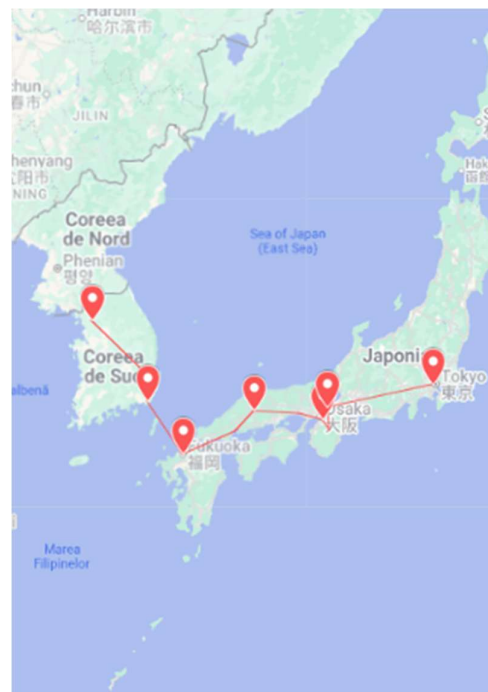 Harbin
哈尔滨市
chun
春市
JILIN
henyang
尤阳市
NING
Coreea
de Nord
Phenian
평양
Sea of Japan
(East Sea)
Hak
函館
Coreea
de Sud
albenă
Japonia
Tokyo
東京
Osaka
大阪
Fukuoka
福岡
Marea
Filipinelor